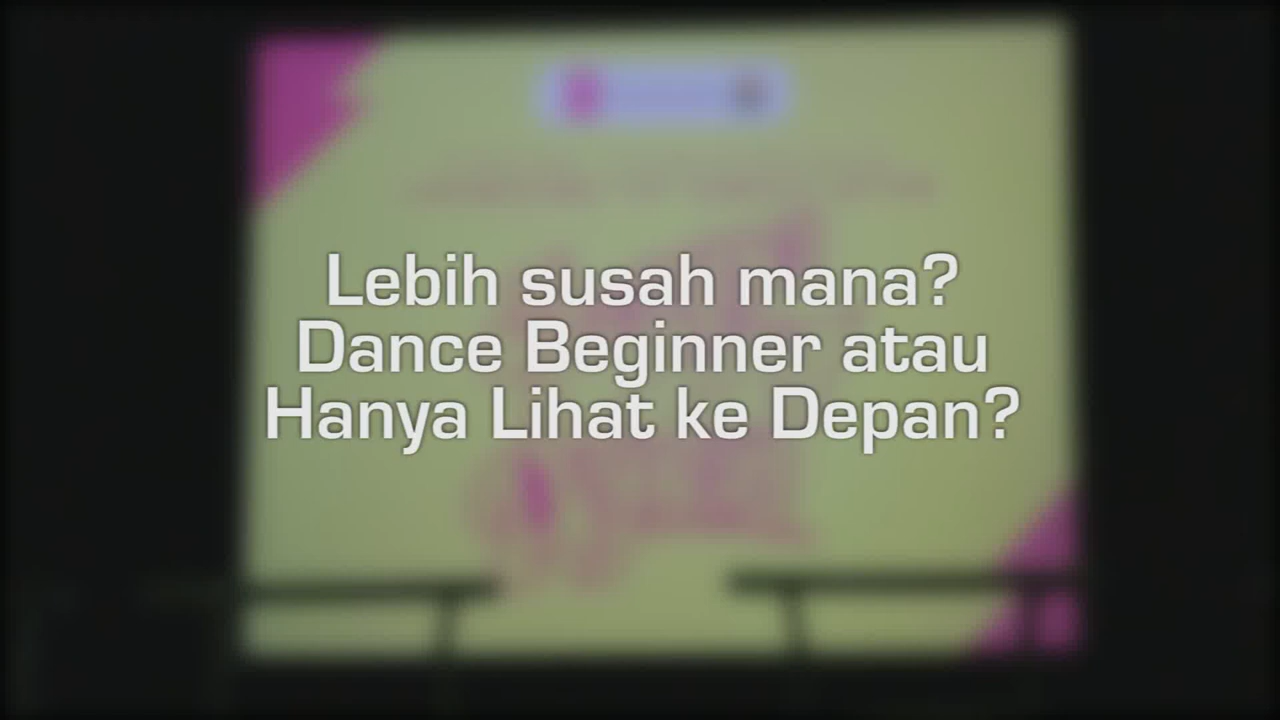 Lebih susah mana?
Dance Beginner atau
Hanya Lihat ke Depan?